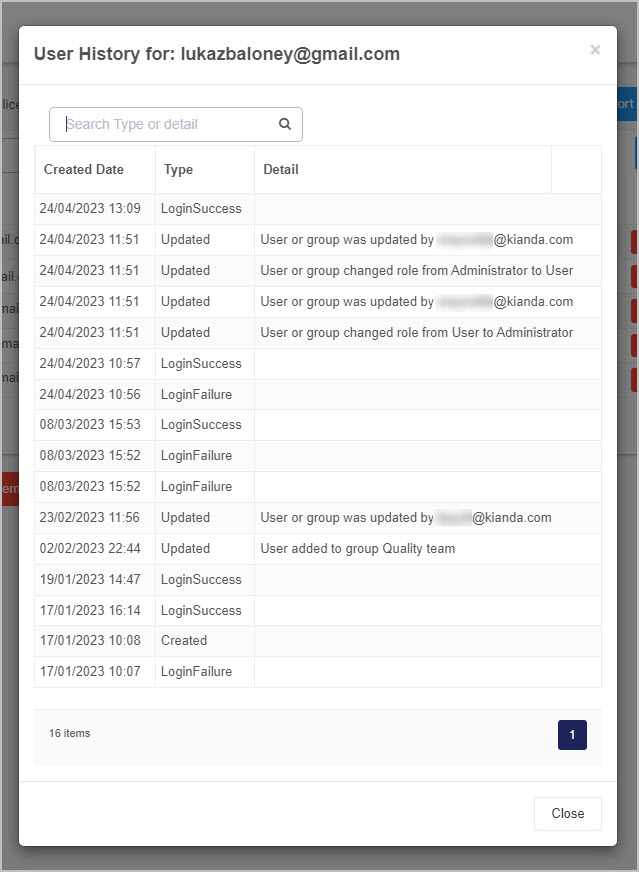 User History for: lukazbaloney@gmail.com
×
Search Type or detail
Created Date Type Detail
24/04/2023 13:09 LoginSuccess
24/04/2023 11:51 Updated User or group was updated by @kianda.com
24/04/2023 11:51 Updated User or group changed role from Administrator to User
24/04/2023 11:51 Updated User or group was updated by @kianda.com
24/04/2023 11:51 Updated User or group changed role from User to Administrator
24/04/2023 10:57 LoginSuccess
24/04/2023 10:56 LoginFailure
08/03/2023 15:53 LoginSuccess
08/03/2023 15:52 LoginFailure
08/03/2023 15:52 LoginFailure
23/02/2023 11:56 Updated User or group was updated by @kianda.com
02/02/2023 22:44 Updated User added to group Quality team
19/01/2023 14:47 LoginSuccess
17/01/2023 16:14 LoginSuccess
17/01/2023 10:08 Created
17/01/2023 10:07 LoginFailure
16 items 1
Close